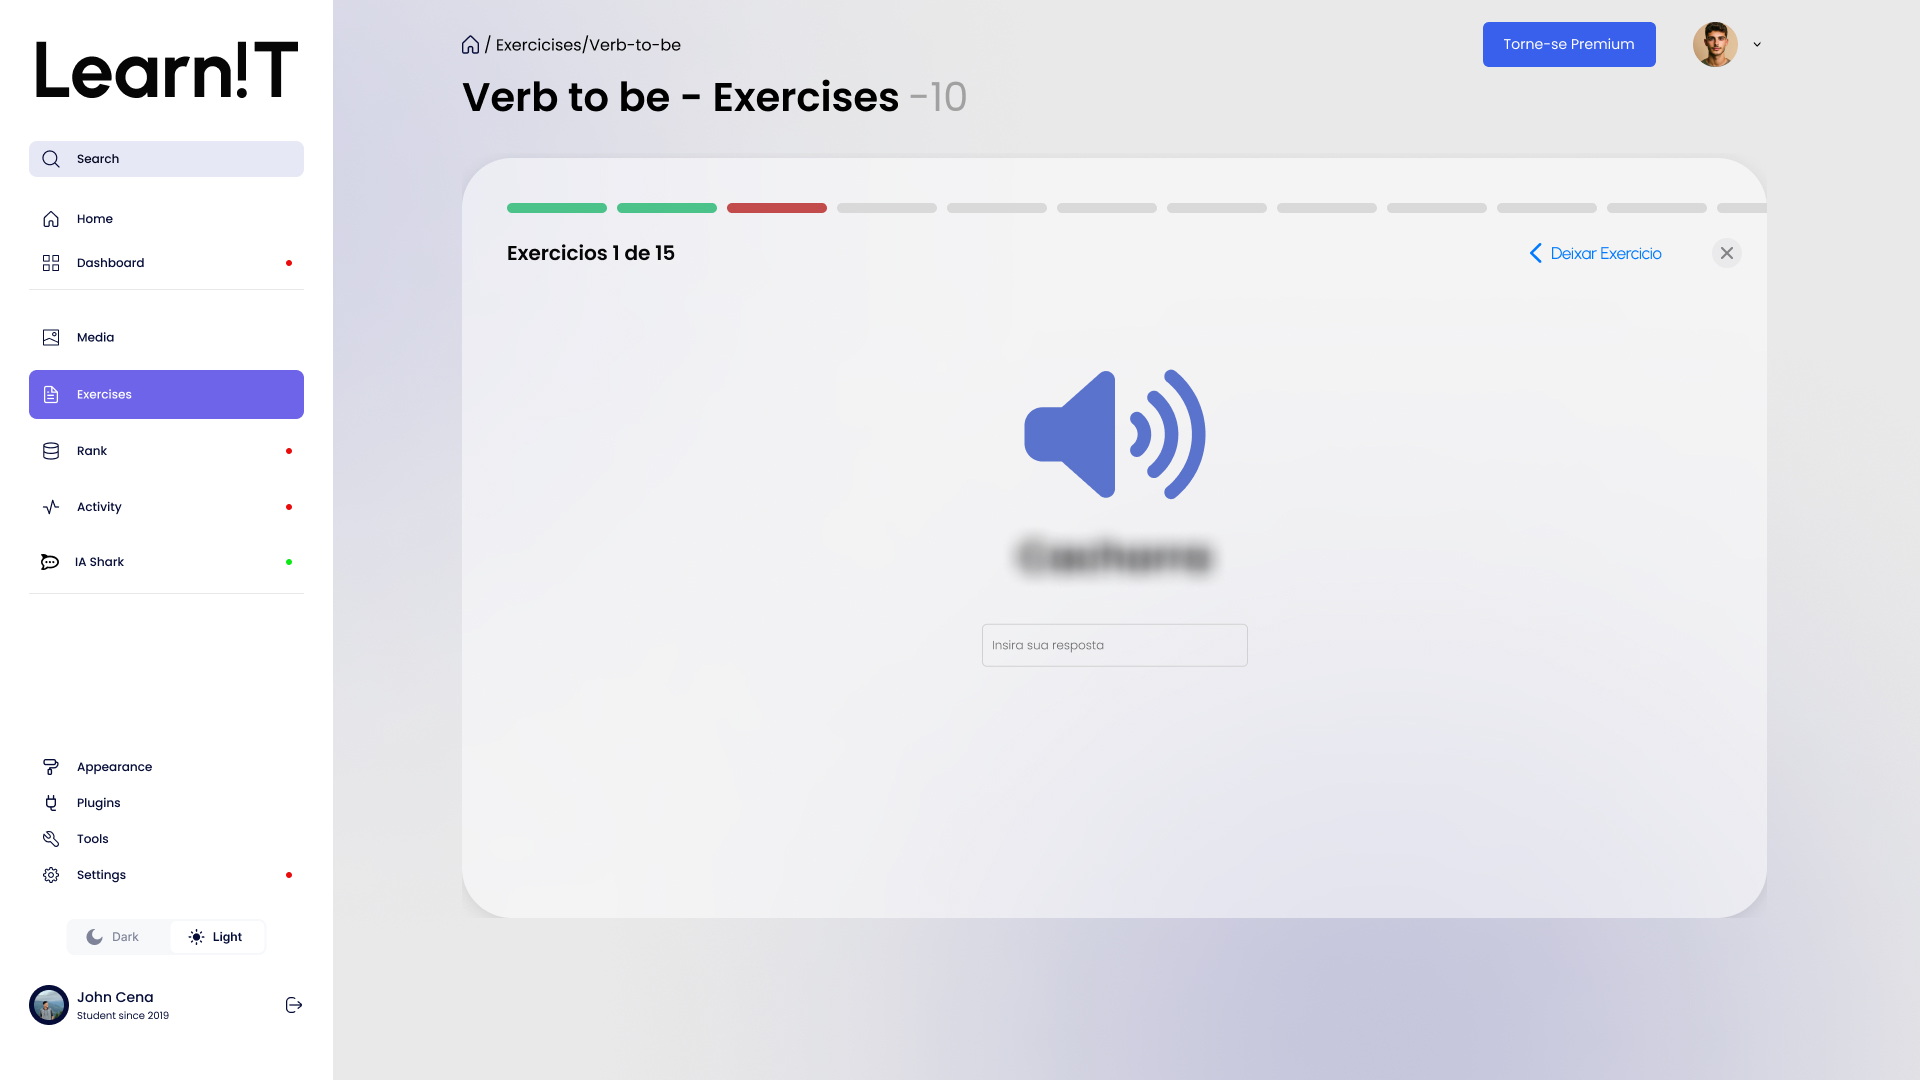 Learn!T
Search
Home
Dashboard
Media
Exercises
Rank
Activity
IA Shark
Appearance
Plugins
Tools
Settings
Dark
Light
John Cena
Student since 2019
/ Exercicises/Verb-to-be
Torne-se Premium
Verb to be - Exercises -10
Exercicios 1 de 15
Deixar Exercicio
Insira sua resposta